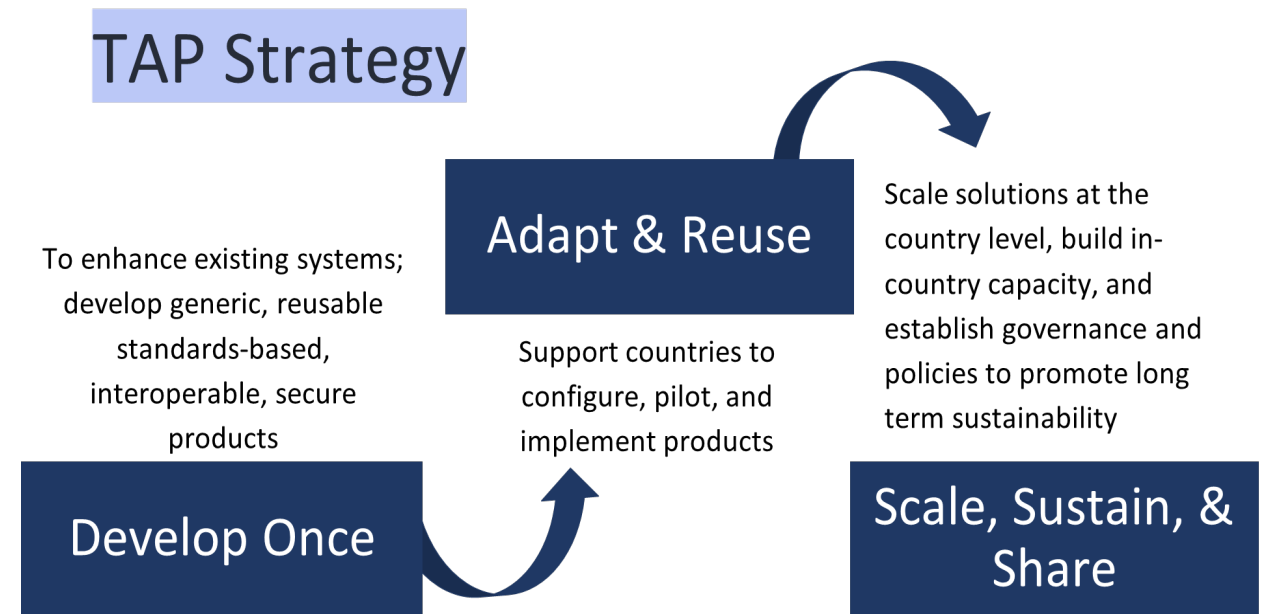 TAP Strategy
To enhance existing systems;
develop generic, reusable
standards-based,
interoperable, secure
products
Develop Once
Adapt & Reuse
Support countries to
configure, pilot, and
implement products
Scale solutions at the
country level, build in-
country capacity, and
establish governance and
policies to promote long
term sustainability
Scale, Sustain, &
Share